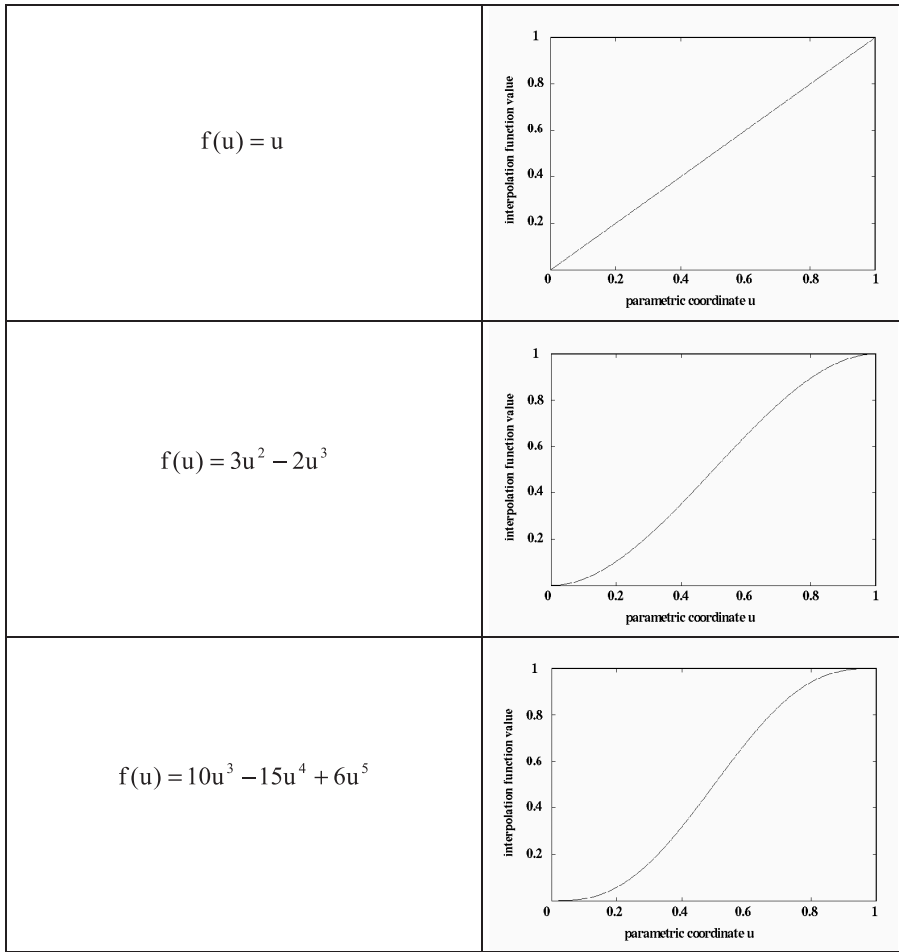 f(u) = u
1
0.8
0.6
0.4
0.2
interpolation function value
0 0.2 0.4 0.6 0.8 1
parametric coordinate u
f(u) = 3u² − 2u³
1
0.8
0.6
0.4
0.2
interpolation function value
0 0.2 0.4 0.6 0.8 1
parametric coordinate u
f(u) = 10u³ − 15u⁴ + 6u⁵
1
0.8
0.6
0.4
0.2
interpolation function value
0 0.2 0.4 0.6 0.8 1
parametric coordinate u